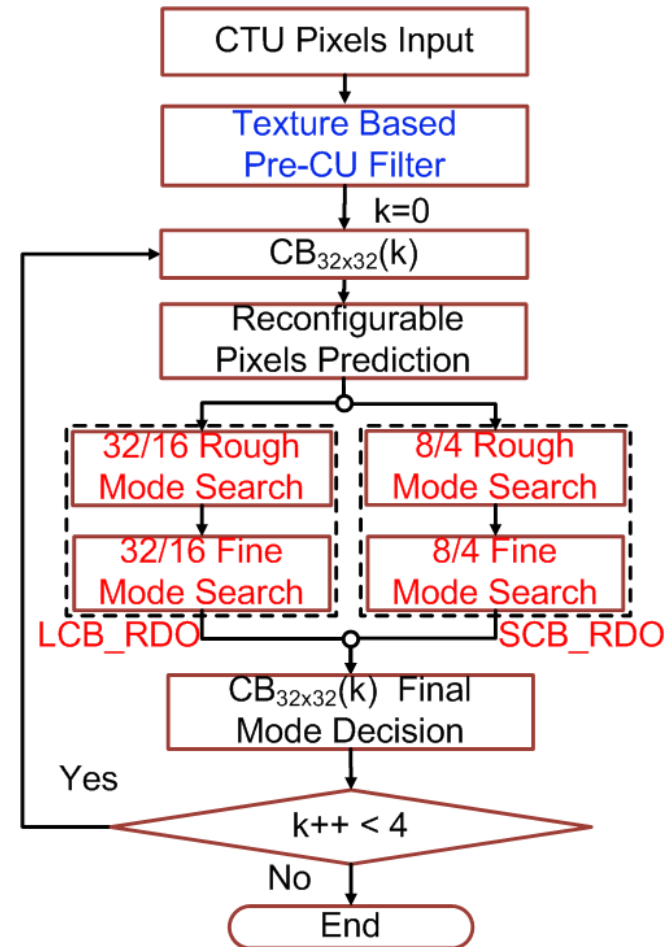 CTU Pixels Input
Texture Based
Pre-CU Filter
k=0
CB32x32(k)
Reconfigurable
Pixels Prediction
32/16 Rough
Mode Search
32/16 Fine
Mode Search
LCB_RDO
8/4 Rough
Mode Search
8/4 Fine
Mode Search
SCB_RDO
CB32x32(k) Final
Mode Decision
Yes
k++ < 4
No
End